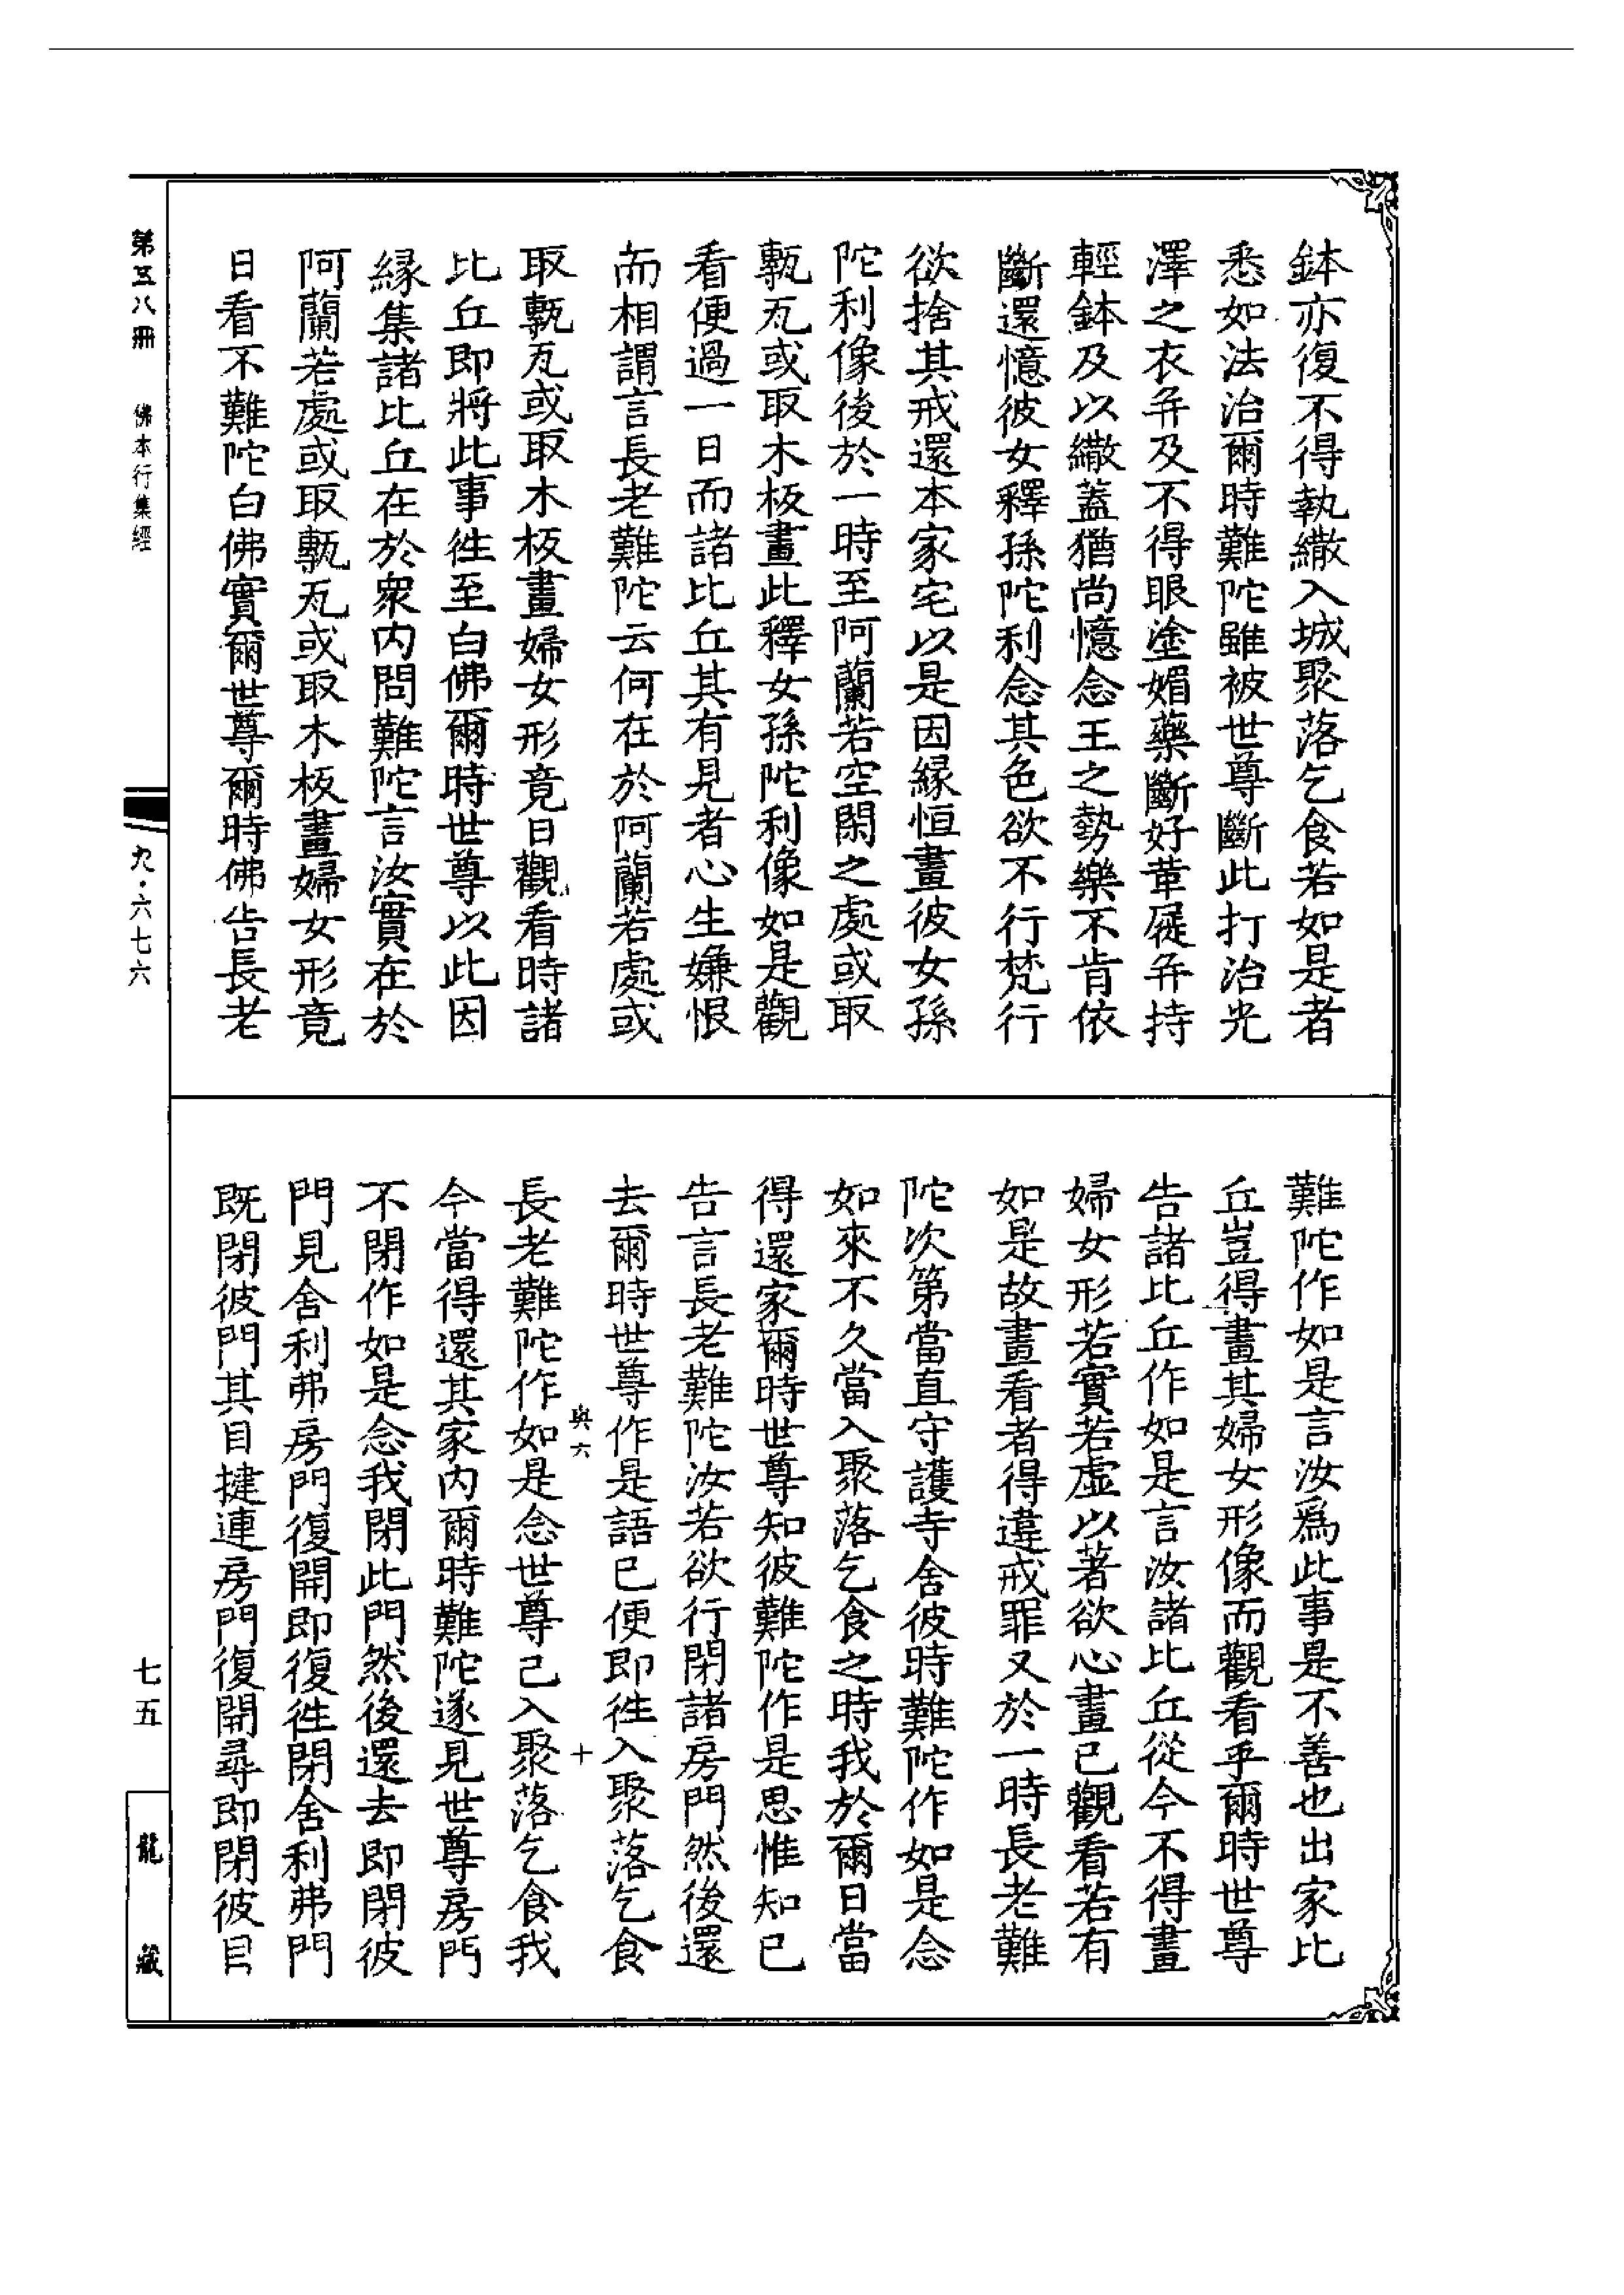 鉢亦復不得執繖入城聚落乞食若如是者
悉如法治爾時難陀雖被世尊斷此打治光
澤之衣并及不得眼塗媚藥斷好革屣并持
輕鉢及以繖蓋猶尚憶念王之勢樂不肯依
斷還憶彼女釋孫陀利念其色欲不行梵行
欲捨其戒還本家宅以是因緣恒畫彼女孫
陀利像後於一時至阿蘭若空閑之處或取
甎瓦或取木板畫此釋女孫陀利像如是觀
看便過一日而諸比丘其有見者心生嫌恨
而相謂言長老難陀云何在於阿蘭若處或
取甎瓦或取木板畫婦女形竟日觀看時諸
比丘即將此事往至白佛爾時世尊以此因
緣集諸比丘在於眾內問難陀言汝實在於
阿蘭若處或取甎瓦或取木板畫婦女形竟
日看不難陀白佛實爾世尊爾時佛告長老
難陀作如是言汝為此事是不善也出家比
丘豈得畫其婦女形像而觀看乎爾時世尊
告諸比丘作如是言汝諸比丘從今不得畫
婦女形若實若虛以著欲心畫已觀看若有
如是故畫看者得違戒罪又於一時長老難
陀次第當直守護寺舍彼時難陀作如是念
如來不久當入聚落乞食之時我於爾日當
得還家爾時世尊知彼難陀作是思惟知已
告言長老難陀汝若欲行閉諸房門然後還
去爾時世尊作是語已便即往入聚落乞食
與六 十
長老難陀作如是念世尊已入聚落乞食我
今當得還其家內爾時難陀遂見世尊房門
不閉作如是念我閉此門然後還去即閉彼
門見舍利弗房門復開即復往閉舍利弗門
既閉彼門其目揵連房門復開尋即閉彼目
第五八冊 佛本行集經
九·六七六
七五
龍藏